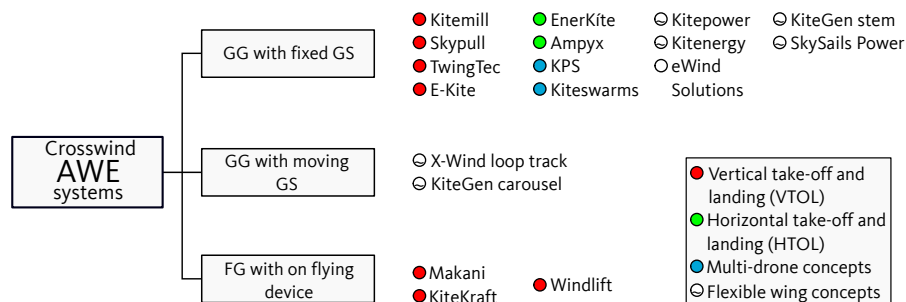 Crosswind
AWE
systems
GG with fixed GS
Kitemill
Skypull
TwingTec
E-Kite
EnerKíte
Ampyx
KPS
Kiteswarms
Kitepower
Kitenergy
eWind
Solutions
KiteGen stem
SkySails Power
GG with moving
GS
X-Wind loop track
KiteGen carousel
FG with on flying
device
Makani
KiteKraft
Windlift
Vertical take-off and
landing (VTOL)
Horizontal take-off and
landing (HTOL)
Multi-drone concepts
Flexible wing concepts